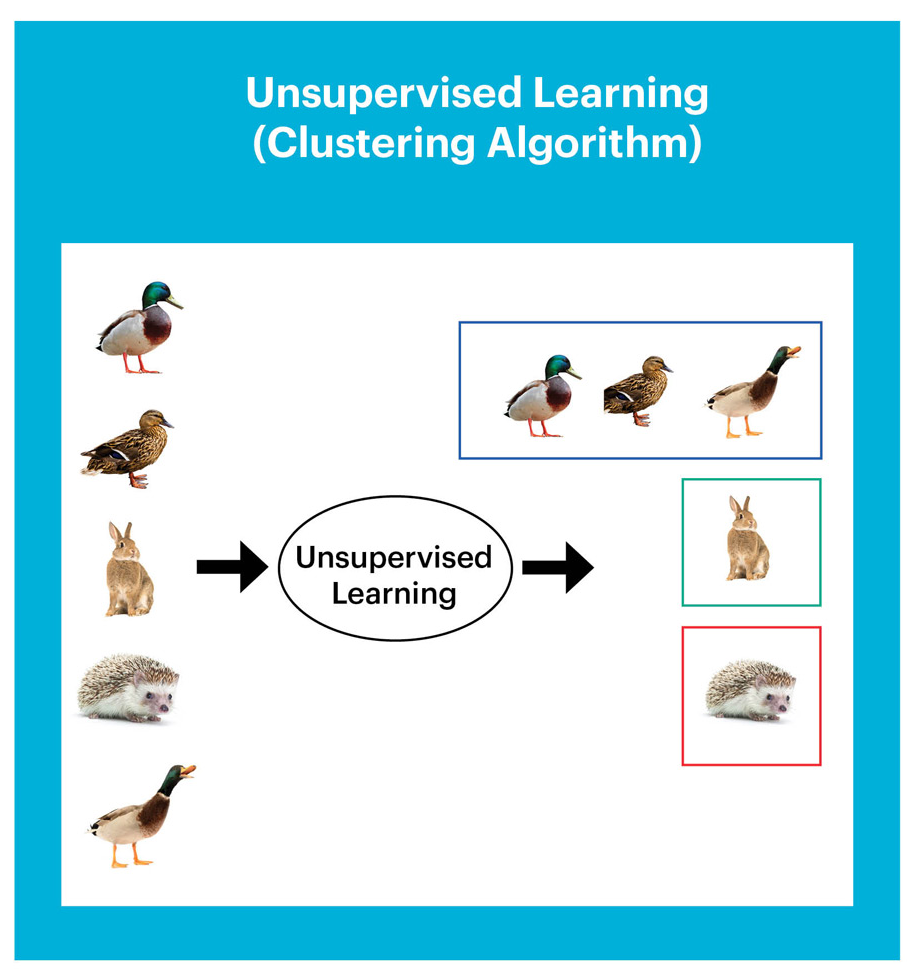 Unsupervised Learning
(Clustering Algorithm)
Unsupervised
Learning